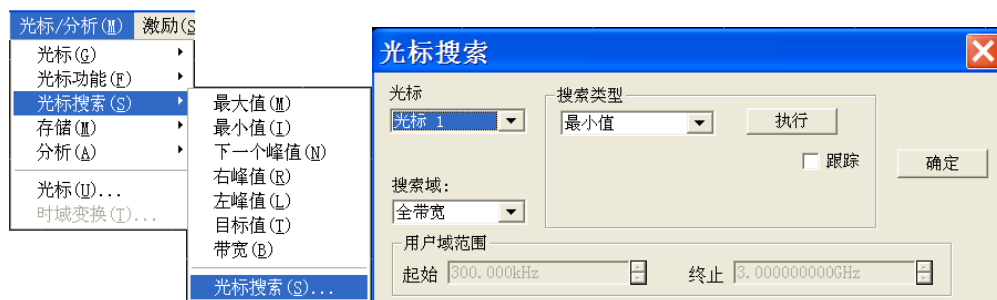 光标/分析(M) 激励(S
光标(G)
光标功能(F)
光标搜索(S)
存储(M)
分析(A)
光标(U)...
时域变换(T)...
最大值(M)
最小值(I)
下一个峰值(N)
右峰值(R)
左峰值(L)
目标值(T)
带宽(B)
光标搜索(S)...
光标搜索
光标
光标 1
搜索类型
最小值
执行
跟踪
确定
搜索域:
全带宽
用户域范围
起始 300.000kHz 终止 3.000000000GHz